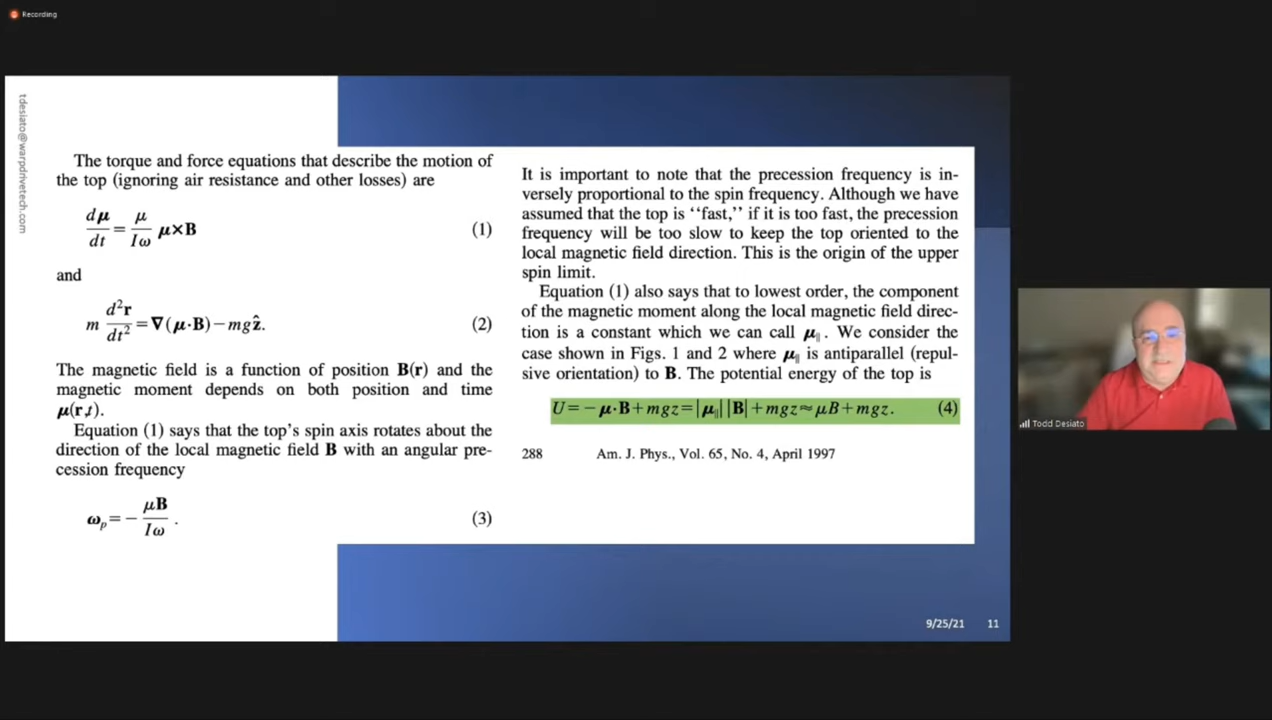 Recording
tdesiato@warpdrivetech.com
The torque and force equations that describe the motion of
the top (ignoring air resistance and other losses) are
dμ/dt = μ/Iω μ×B (1)
and
m d²r/dt² = ∇(μ·B)−mgẑ. (2)
The magnetic field is a function of position B(r) and the
magnetic moment depends on both position and time
μ(r,t).
Equation (1) says that the top's spin axis rotates about the
direction of the local magnetic field B with an angular pre-
cession frequency
ωp = − μB/Iω . (3)
It is important to note that the precession frequency is in-
versely proportional to the spin frequency. Although we have
assumed that the top is ‘‘fast,’’ if it is too fast, the precession
frequency will be too slow to keep the top oriented to the
local magnetic field direction. This is the origin of the upper
spin limit.
Equation (1) also says that to lowest order, the component
of the magnetic moment along the local magnetic field direc-
tion is a constant which we can call μ∥. We consider the
case shown in Figs. 1 and 2 where μ∥ is antiparallel (repul-
sive orientation) to B. The potential energy of the top is
U=−μ·B+mgz=|μ∥||B|+mgz≈μB+mgz. (4)
288 Am. J. Phys., Vol. 65, No. 4, April 1997
9/25/21 11
Todd Desiato